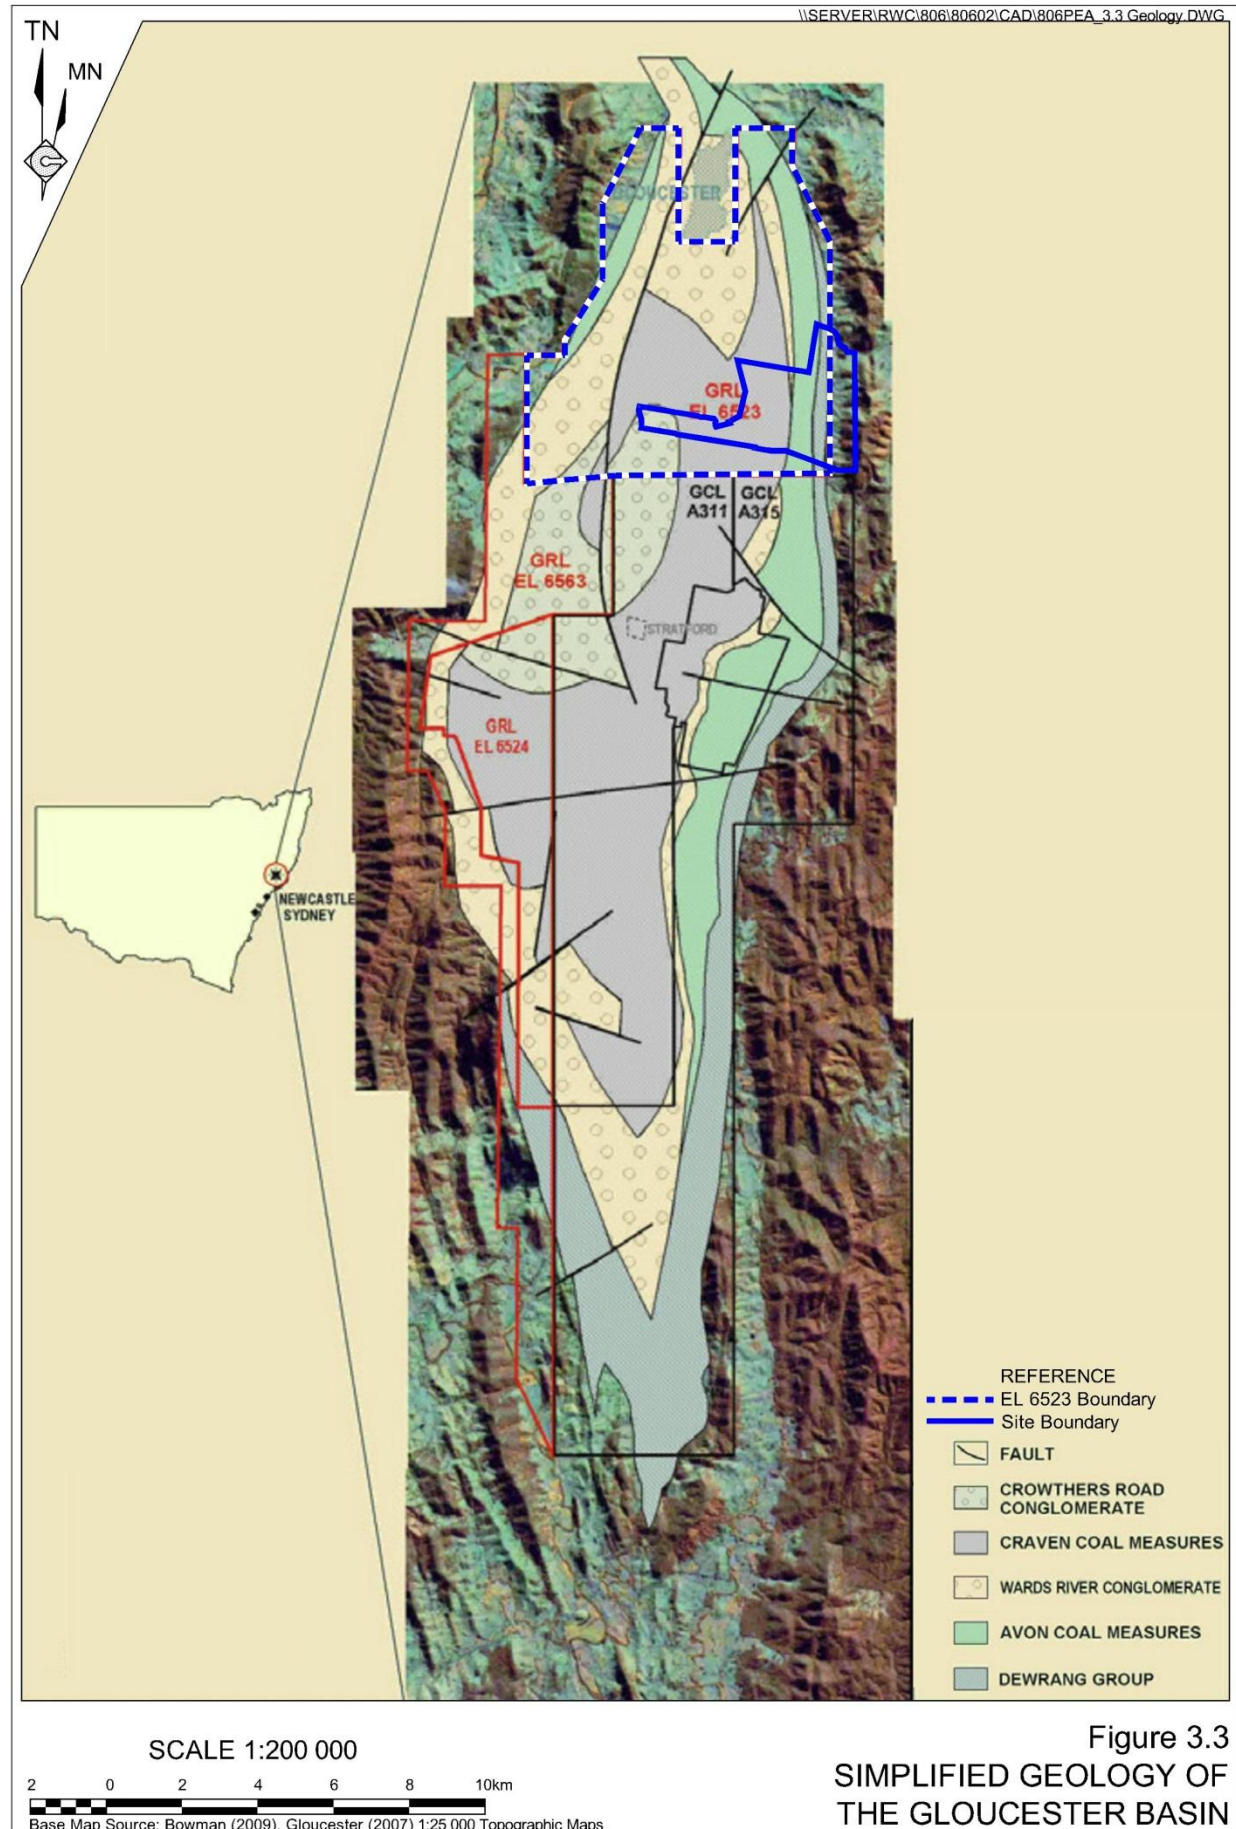 \\SERVER\RWC\806\80602\CAD\806PEA_3.3 Geology.DWG
TN
MN
GLOUCESTER
GRL
EL 6523
GCL
A311
GCL
A315
GRL
EL 6563
STRATFORD
GRL
EL 6524
NEWCASTLE
SYDNEY
REFERENCE
EL 6523 Boundary
Site Boundary
FAULT
CROWTHERS ROAD
CONGLOMERATE
CRAVEN COAL MEASURES
WARDS RIVER CONGLOMERATE
AVON COAL MEASURES
DEWRANG GROUP
SCALE 1:200 000
2 0 2 4 6 8 10km
Base Map Source: Bowman (2009), Gloucester (2007) 1:25 000 Topographic Maps
Figure 3.3
SIMPLIFIED GEOLOGY OF
THE GLOUCESTER BASIN